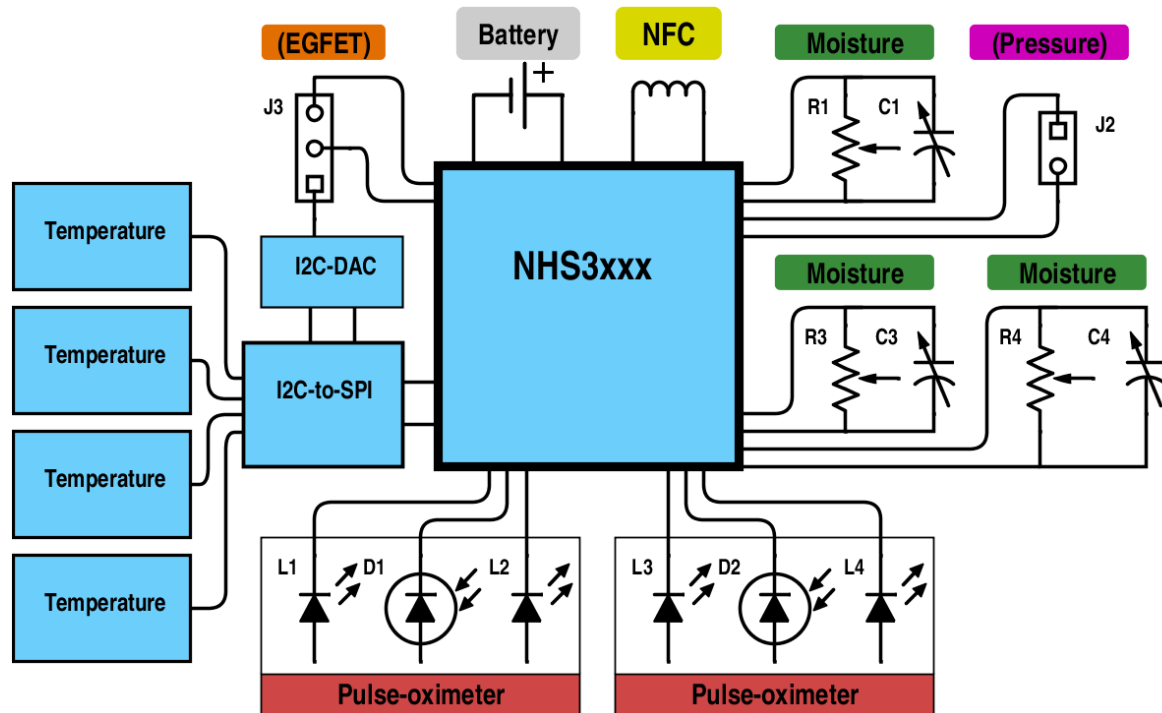 (EGFET)
Battery
NFC
Moisture
(Pressure)
J3
+
R1
C1
J2
Temperature
I2C-DAC
NHS3xxx
Moisture
Moisture
Temperature
I2C-to-SPI
R3
C3
R4
C4
Temperature
Temperature
L1
D1
L2
L3
D2
L4
Pulse-oximeter
Pulse-oximeter